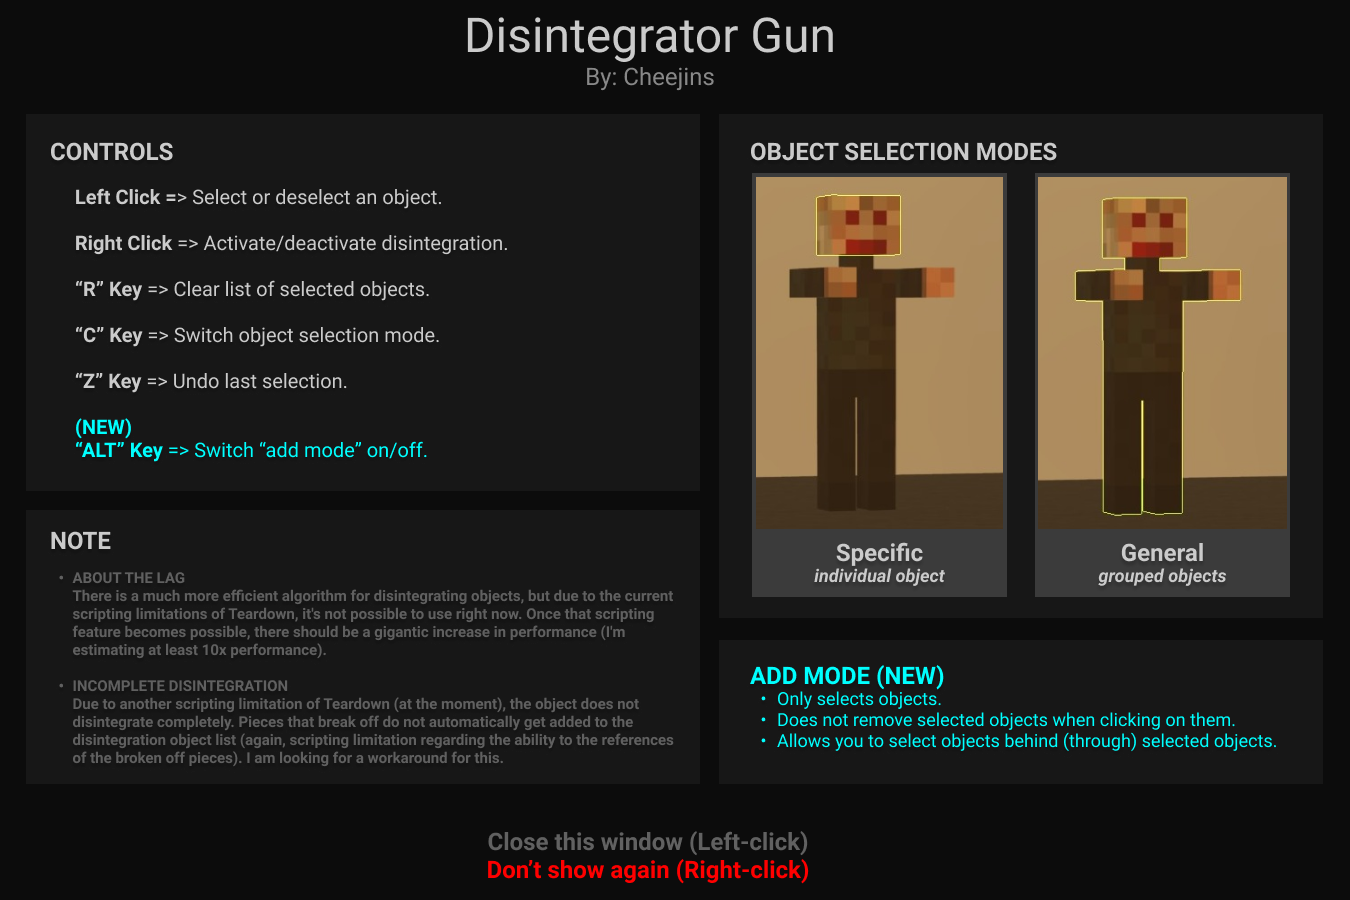 Disintegrator Gun
By: Cheejins
CONTROLS
Left Click => Select or deselect an object.
Right Click => Activate/deactivate disintegration.
“R” Key => Clear list of selected objects.
“C” Key => Switch object selection mode.
“Z” Key => Undo last selection.
(NEW)
“ALT” Key => Switch “add mode” on/off.
NOTE
• ABOUT THE LAG
There is a much more efficient algorithm for disintegrating objects, but due to the current
scripting limitations of Teardown, it's not possible to use right now. Once that scripting
feature becomes possible, there should be a gigantic increase in performance (I'm
estimating at least 10x performance).
• INCOMPLETE DISINTEGRATION
Due to another scripting limitation of Teardown (at the moment), the object does not
disintegrate completely. Pieces that break off do not automatically get added to the
disintegration object list (again, scripting limitation regarding the ability to the references
of the broken off pieces). I am looking for a workaround for this.
OBJECT SELECTION MODES
Specific
individual object
General
grouped objects
ADD MODE (NEW)
• Only selects objects.
• Does not remove selected objects when clicking on them.
• Allows you to select objects behind (through) selected objects.
Close this window (Left-click)
Don’t show again (Right-click)